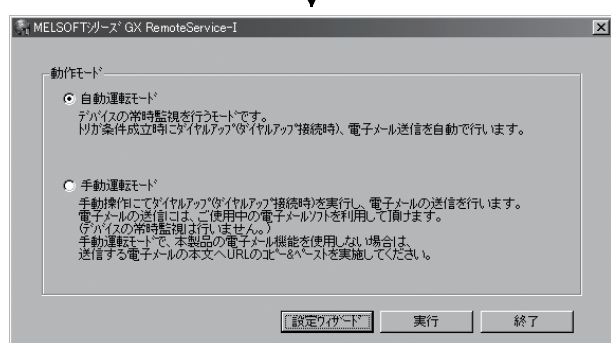 MELSOFTｼﾘｰｽﾞ GX RemoteService-I
動作ﾓｰﾄﾞ
自動運転ﾓｰﾄﾞ
ﾃﾞﾊﾞｲｽの常時監視を行うﾓｰﾄﾞです。
ﾄﾘｶﾞ条件成立時にﾀﾞｲﾔﾙｱｯﾌﾟ(ﾀﾞｲﾔﾙｱｯﾌﾟ接続時)、電子ﾒｰﾙ送信を自動で行います。
手動運転ﾓｰﾄﾞ
手動操作にてﾀﾞｲﾔﾙｱｯﾌﾟ(ﾀﾞｲﾔﾙｱｯﾌﾟ接続時)を実行し、電子ﾒｰﾙの送信を行います。
電子ﾒｰﾙの送信には、ご使用中の電子ﾒｰﾙｿﾌﾄを利用して頂けます。
(ﾃﾞﾊﾞｲｽの常時監視は行いません。)
手動運転ﾓｰﾄﾞで、本製品の電子ﾒｰﾙ機能を使用しない場合は、
送信する電子ﾒｰﾙの本文へURLのｺﾋﾟｰ&ﾍﾟｰｽﾄを実施してください。
設定ｳｨｻﾞｰﾄﾞ 実行 終了